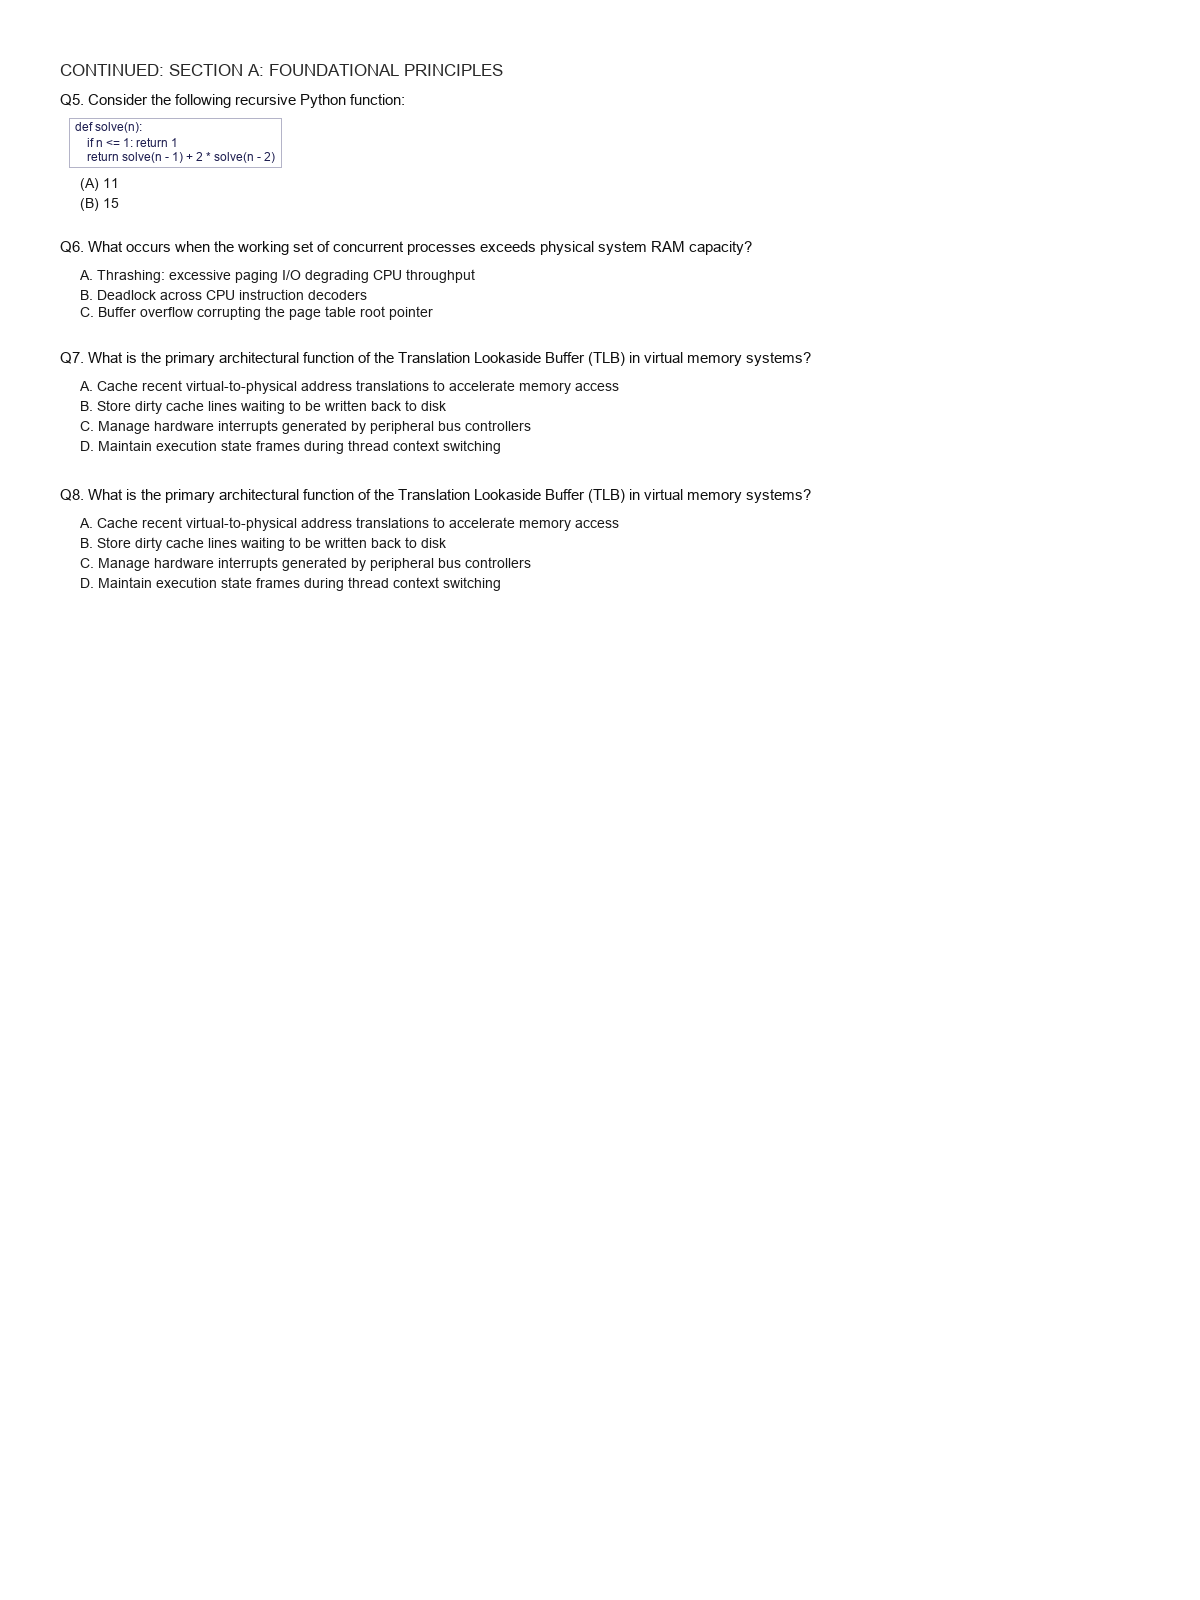 CONTINUED: SECTION A: FOUNDATIONAL PRINCIPLES
Q5. Consider the following recursive Python function:
def solve(n):
    if n <= 1: return 1
    return solve(n - 1) + 2 * solve(n - 2)
(A) 11
(B) 15
Q6. What occurs when the working set of concurrent processes exceeds physical system RAM capacity?
A. Thrashing: excessive paging I/O degrading CPU throughput
B. Deadlock across CPU instruction decoders
C. Buffer overflow corrupting the page table root pointer
Q7. What is the primary architectural function of the Translation Lookaside Buffer (TLB) in virtual memory systems?
A. Cache recent virtual-to-physical address translations to accelerate memory access
B. Store dirty cache lines waiting to be written back to disk
C. Manage hardware interrupts generated by peripheral bus controllers
D. Maintain execution state frames during thread context switching
Q8. What is the primary architectural function of the Translation Lookaside Buffer (TLB) in virtual memory systems?
A. Cache recent virtual-to-physical address translations to accelerate memory access
B. Store dirty cache lines waiting to be written back to disk
C. Manage hardware interrupts generated by peripheral bus controllers
D. Maintain execution state frames during thread context switching